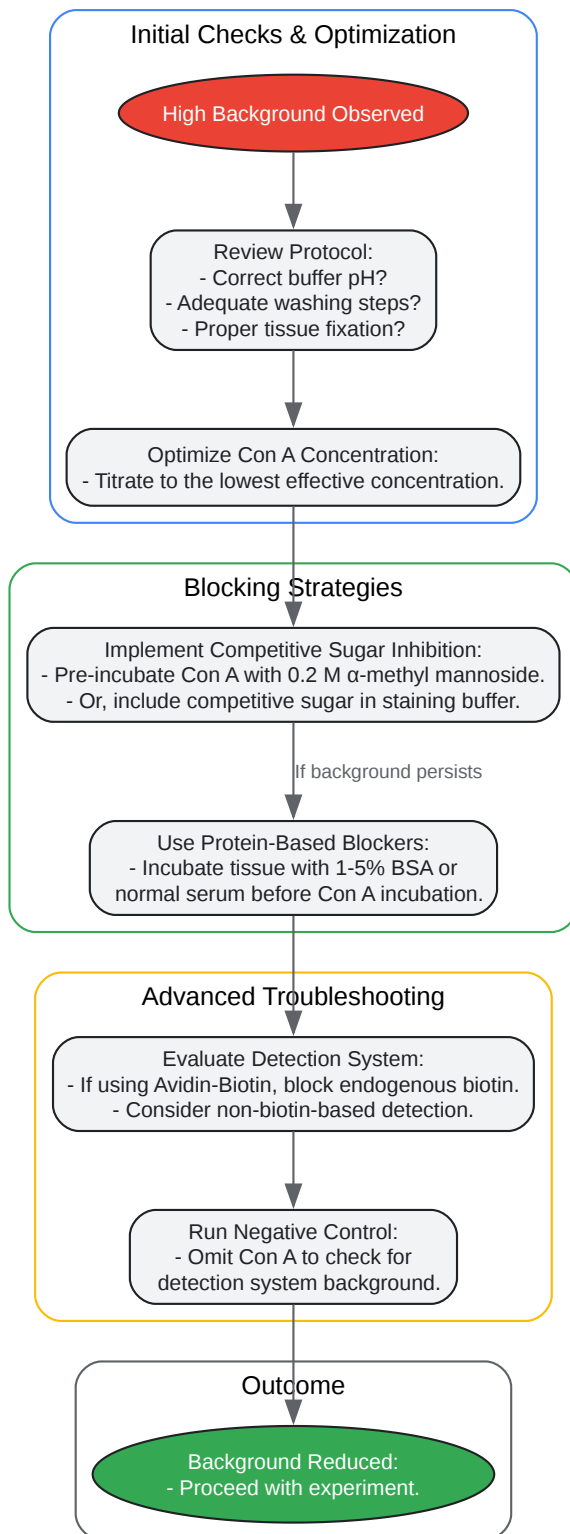 Initial Checks & Optimization
High Background Observed
Review Protocol:
- Correct buffer pH?
- Adequate washing steps?
- Proper tissue fixation?
Optimize Con A Concentration:
- Titrate to the lowest effective concentration.
Blocking Strategies
Implement Competitive Sugar Inhibition:
- Pre-incubate Con A with 0.2 M α-methyl mannoside.
- Or, include competitive sugar in staining buffer.
If background persists
Use Protein-Based Blockers:
- Incubate tissue with 1-5% BSA or
normal serum before Con A incubation.
Advanced Troubleshooting
Evaluate Detection System:
- If using Avidin-Biotin, block endogenous biotin.
- Consider non-biotin-based detection.
Run Negative Control:
- Omit Con A to check for
detection system background.
Outcome
Background Reduced:
- Proceed with experiment.